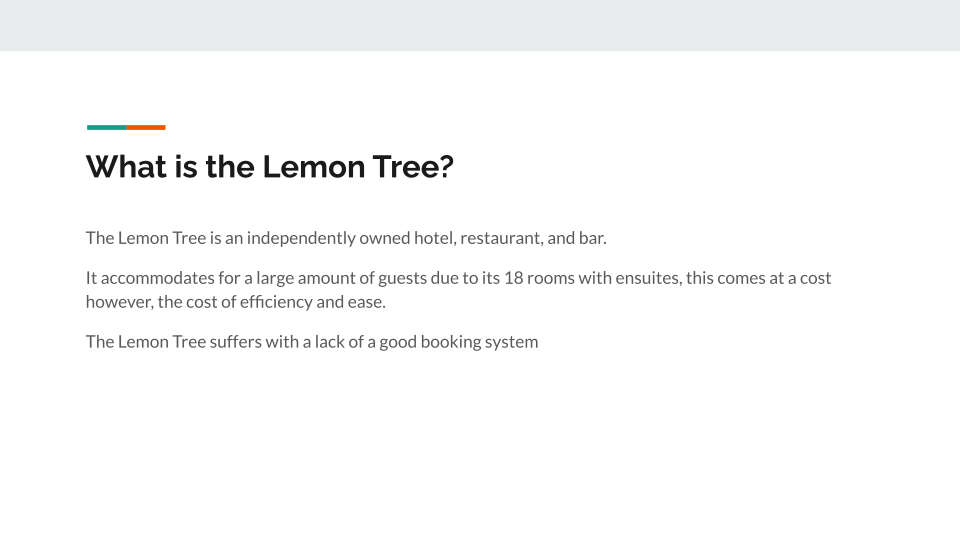 What is the Lemon Tree?
The Lemon Tree is an independently owned hotel, restaurant, and bar.
It accommodates for a large amount of guests due to its 18 rooms with ensuites, this comes at a cost
however, the cost of efficiency and ease.
The Lemon Tree suffers with a lack of a good booking system